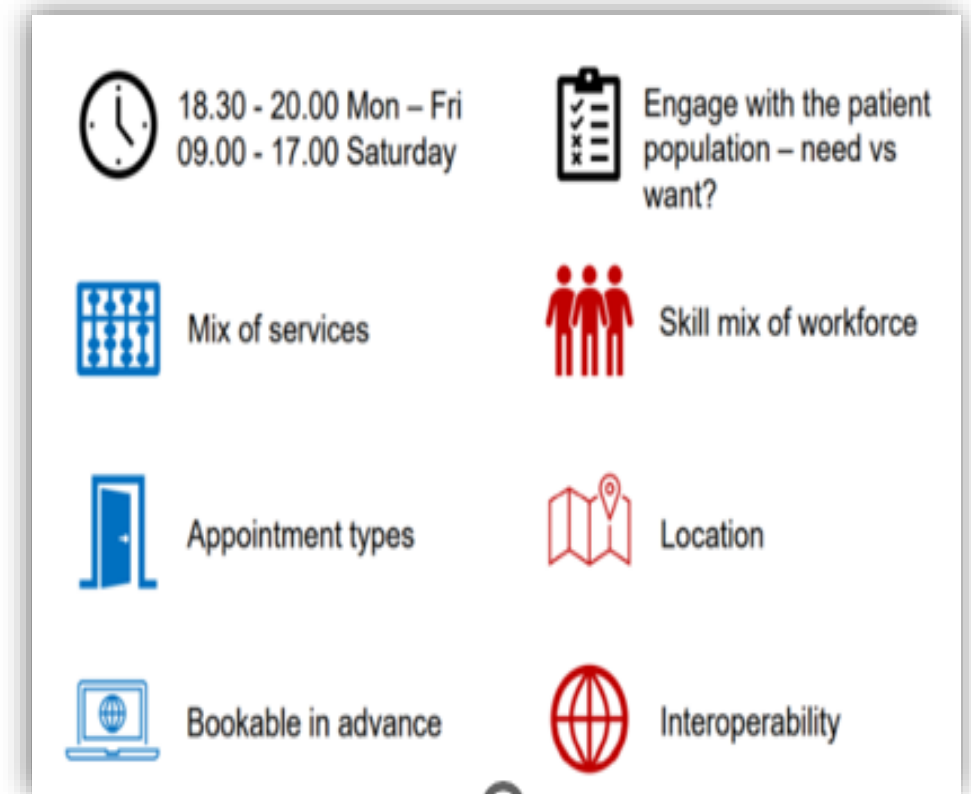 18.30 - 20.00 Mon – Fri
09.00 - 17.00 Saturday
Engage with the patient
population – need vs
want?
Mix of services
Skill mix of workforce
Appointment types
Location
Bookable in advance
Interoperability